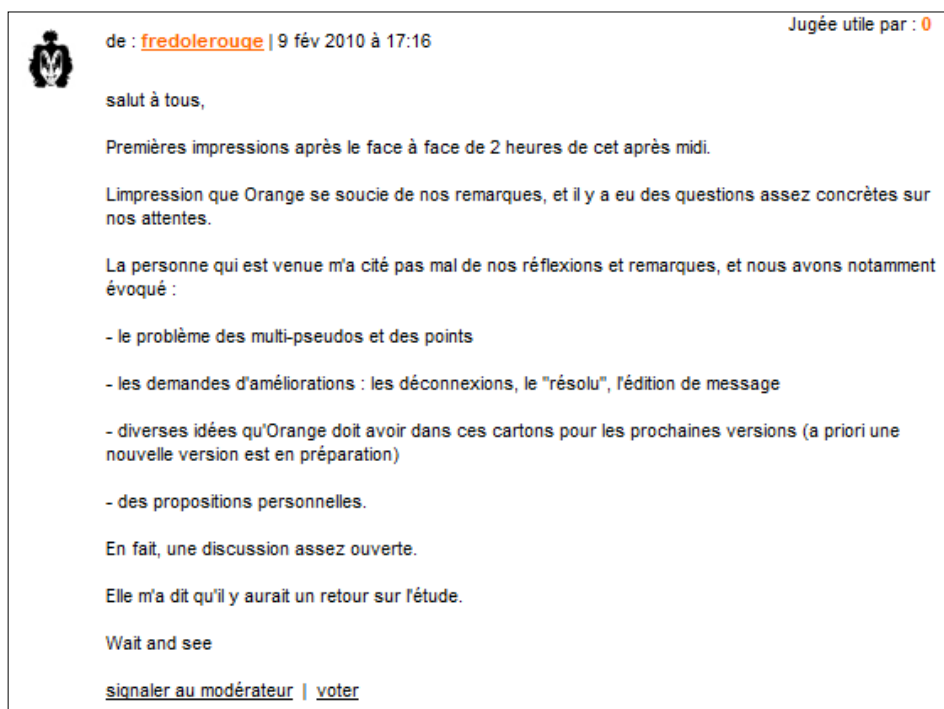 Jugée utile par : 0
de : fredolerouge | 9 fév 2010 à 17:16
salut à tous,
Premières impressions après le face à face de 2 heures de cet après midi.
Limpression que Orange se soucie de nos remarques, et il y a eu des questions assez concrètes sur
nos attentes.
La personne qui est venue m'a cité pas mal de nos réflexions et remarques, et nous avons notamment
évoqué :
- le problème des multi-pseudos et des points
- les demandes d'améliorations : les déconnexions, le "résolu", l'édition de message
- diverses idées qu'Orange doit avoir dans ces cartons pour les prochaines versions (a priori une
nouvelle version est en préparation)
- des propositions personnelles.
En fait, une discussion assez ouverte.
Elle m'a dit qu'il y aurait un retour sur l'étude.
Wait and see
signaler au modérateur | voter